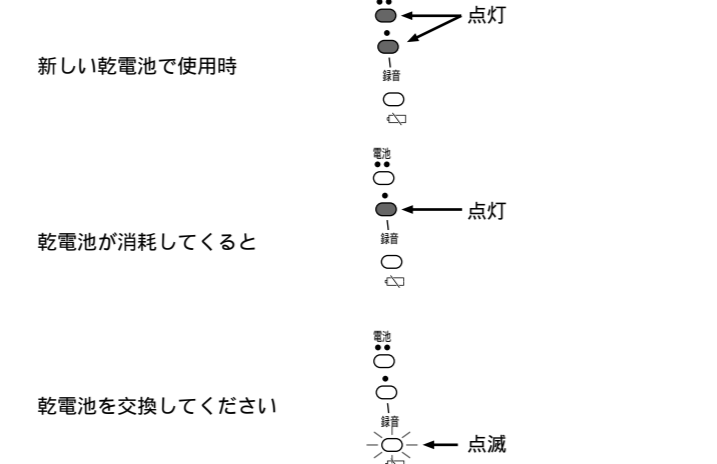 点灯
新しい乾電池で使用時
録音
電池
点灯
乾電池が消耗してくると
録音
電池
乾電池を交換してください
録音
点滅